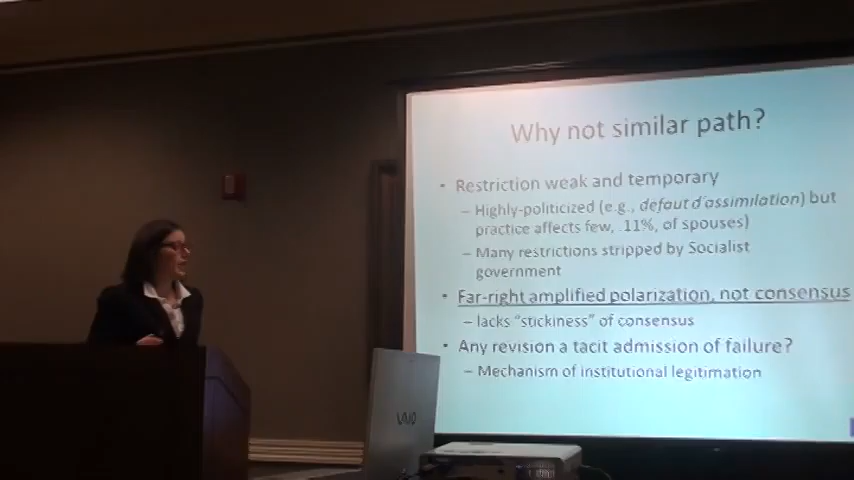 Why not similar path?
• Restriction weak and temporary
– Highly-politicized (e.g., defaut d'assimilation) but
practice affects few, .11%, of spouses)
– Many restrictions stripped by Socialist
government
• Far-right amplified polarization, not consensus
– lacks "stickiness" of consensus
• Any revision a tacit admission of failure?
– Mechanism of institutional legitimation
VAIO